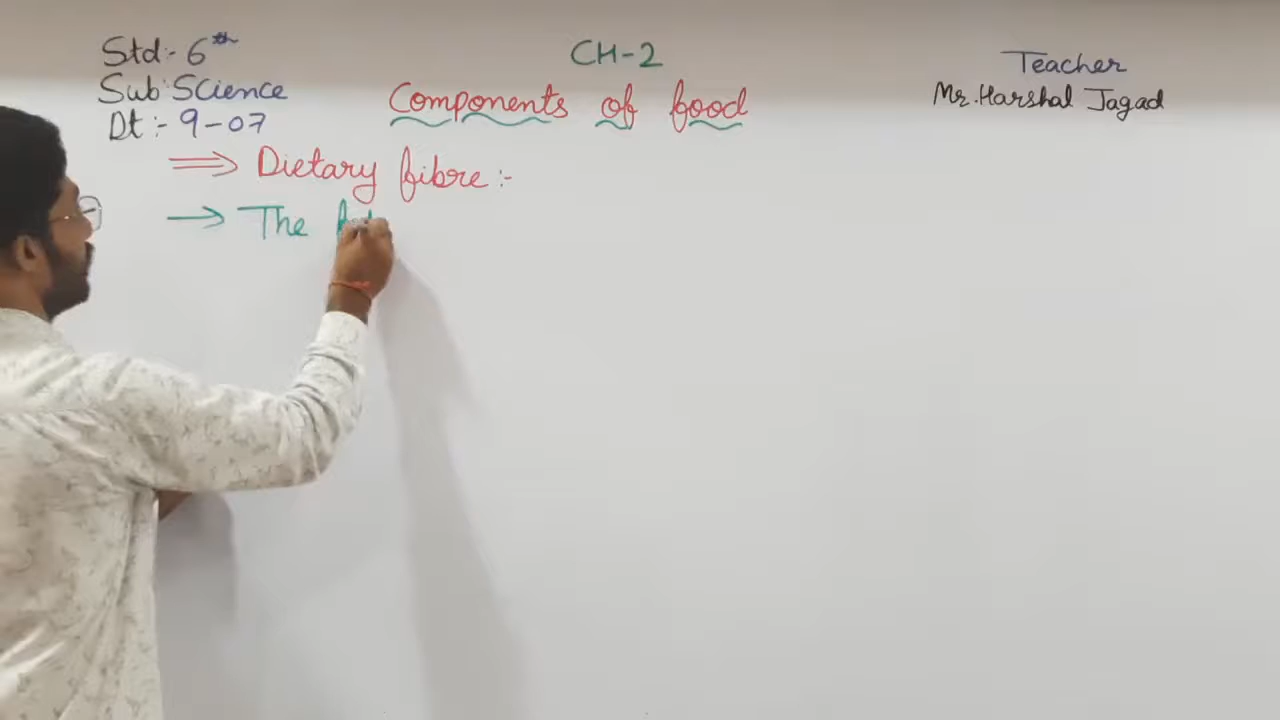 Std:- 6th
Sub:Science
Dt:- 9-07
CH-2
Components of food
Teacher
Mr. Harshal Jagad
⟹ Dietary fibre:-
→ The